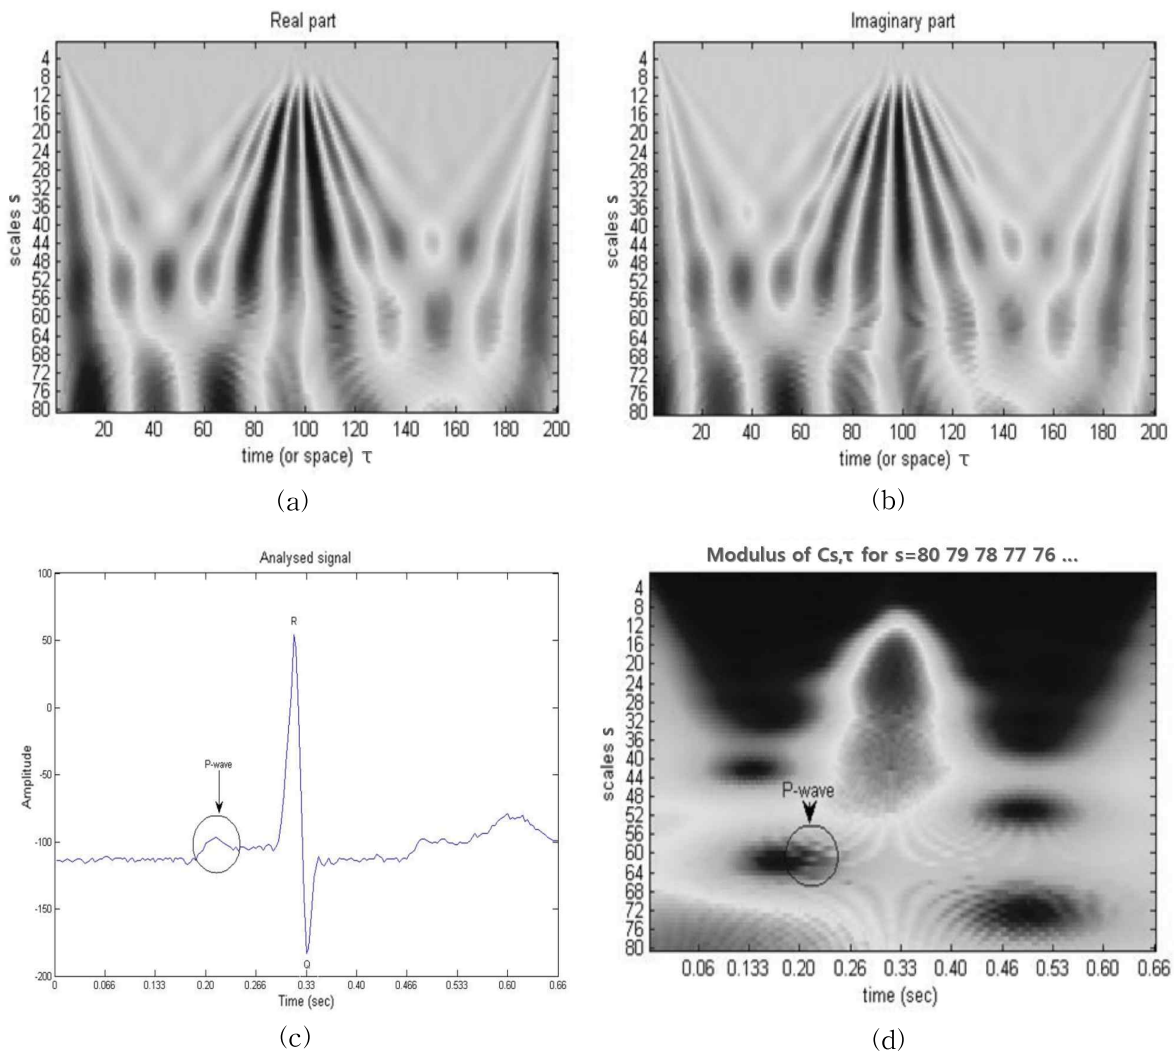 Real part
4
8
12
16
20
24
28
32
36
40
44
48
52
56
60
64
68
72
76
80
scales s
20 40 60 80 100 120 140 160 180 200
time (or space) τ
(a)
Imaginary part
4
8
12
16
20
24
28
32
36
40
44
48
52
56
60
64
68
72
76
80
scales s
20 40 60 80 100 120 140 160 180 200
time (or space) τ
(b)
Analysed signal
100
50
0
-50
-100
-150
-200
Amplitude
R
P-wave
Q
0 0.066 0.133 0.20 0.266 0.33 0.40 0.466 0.533 0.60 0.66
Time (sec)
(c)
Modulus of Cs,τ for s=80 79 78 77 76 ...
4
8
12
16
20
24
28
32
36
40
44
48
52
56
60
64
68
72
76
80
scales s
P-wave
0.06 0.133 0.20 0.26 0.33 0.40 0.466 0.53 0.60 0.66
time (sec)
(d)